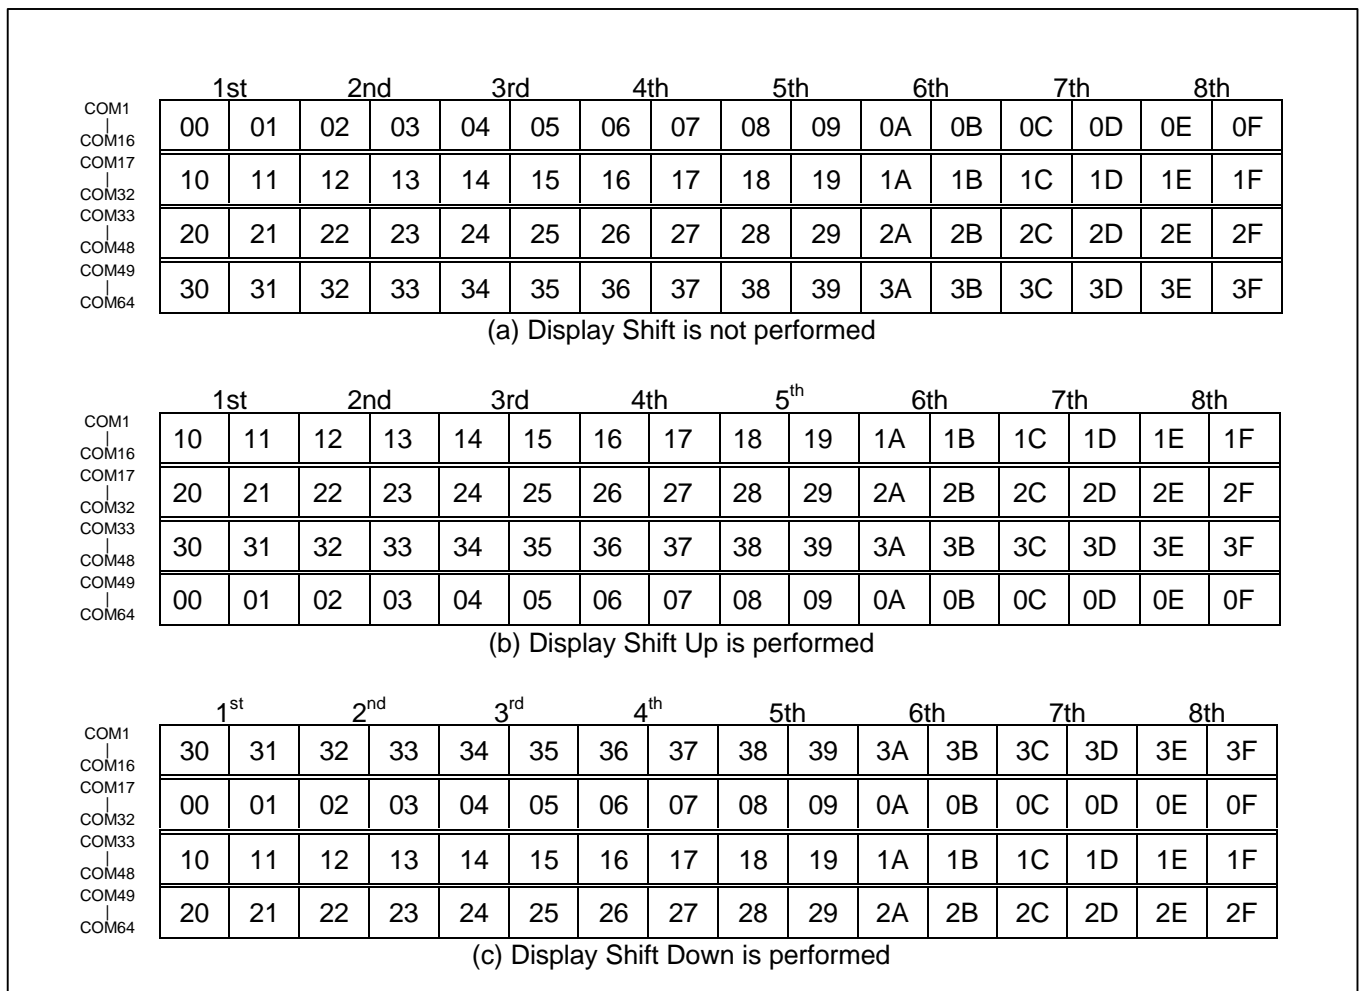 1st 2nd 3rd 4th 5th 6th 7th 8th
COM1
|
COM16
00 01 02 03 04 05 06 07 08 09 0A 0B 0C 0D 0E 0F
COM17
|
COM32
10 11 12 13 14 15 16 17 18 19 1A 1B 1C 1D 1E 1F
COM33
|
COM48
20 21 22 23 24 25 26 27 28 29 2A 2B 2C 2D 2E 2F
COM49
|
COM64
30 31 32 33 34 35 36 37 38 39 3A 3B 3C 3D 3E 3F
(a) Display Shift is not performed
1st 2nd 3rd 4th 5th 6th 7th 8th
COM1
|
COM16
10 11 12 13 14 15 16 17 18 19 1A 1B 1C 1D 1E 1F
COM17
|
COM32
20 21 22 23 24 25 26 27 28 29 2A 2B 2C 2D 2E 2F
COM33
|
COM48
30 31 32 33 34 35 36 37 38 39 3A 3B 3C 3D 3E 3F
COM49
|
COM64
00 01 02 03 04 05 06 07 08 09 0A 0B 0C 0D 0E 0F
(b) Display Shift Up is performed
1st 2nd 3rd 4th 5th 6th 7th 8th
COM1
|
COM16
30 31 32 33 34 35 36 37 38 39 3A 3B 3C 3D 3E 3F
COM17
|
COM32
00 01 02 03 04 05 06 07 08 09 0A 0B 0C 0D 0E 0F
COM33
|
COM48
10 11 12 13 14 15 16 17 18 19 1A 1B 1C 1D 1E 1F
COM49
|
COM64
20 21 22 23 24 25 26 27 28 29 2A 2B 2C 2D 2E 2F
(c) Display Shift Down is performed